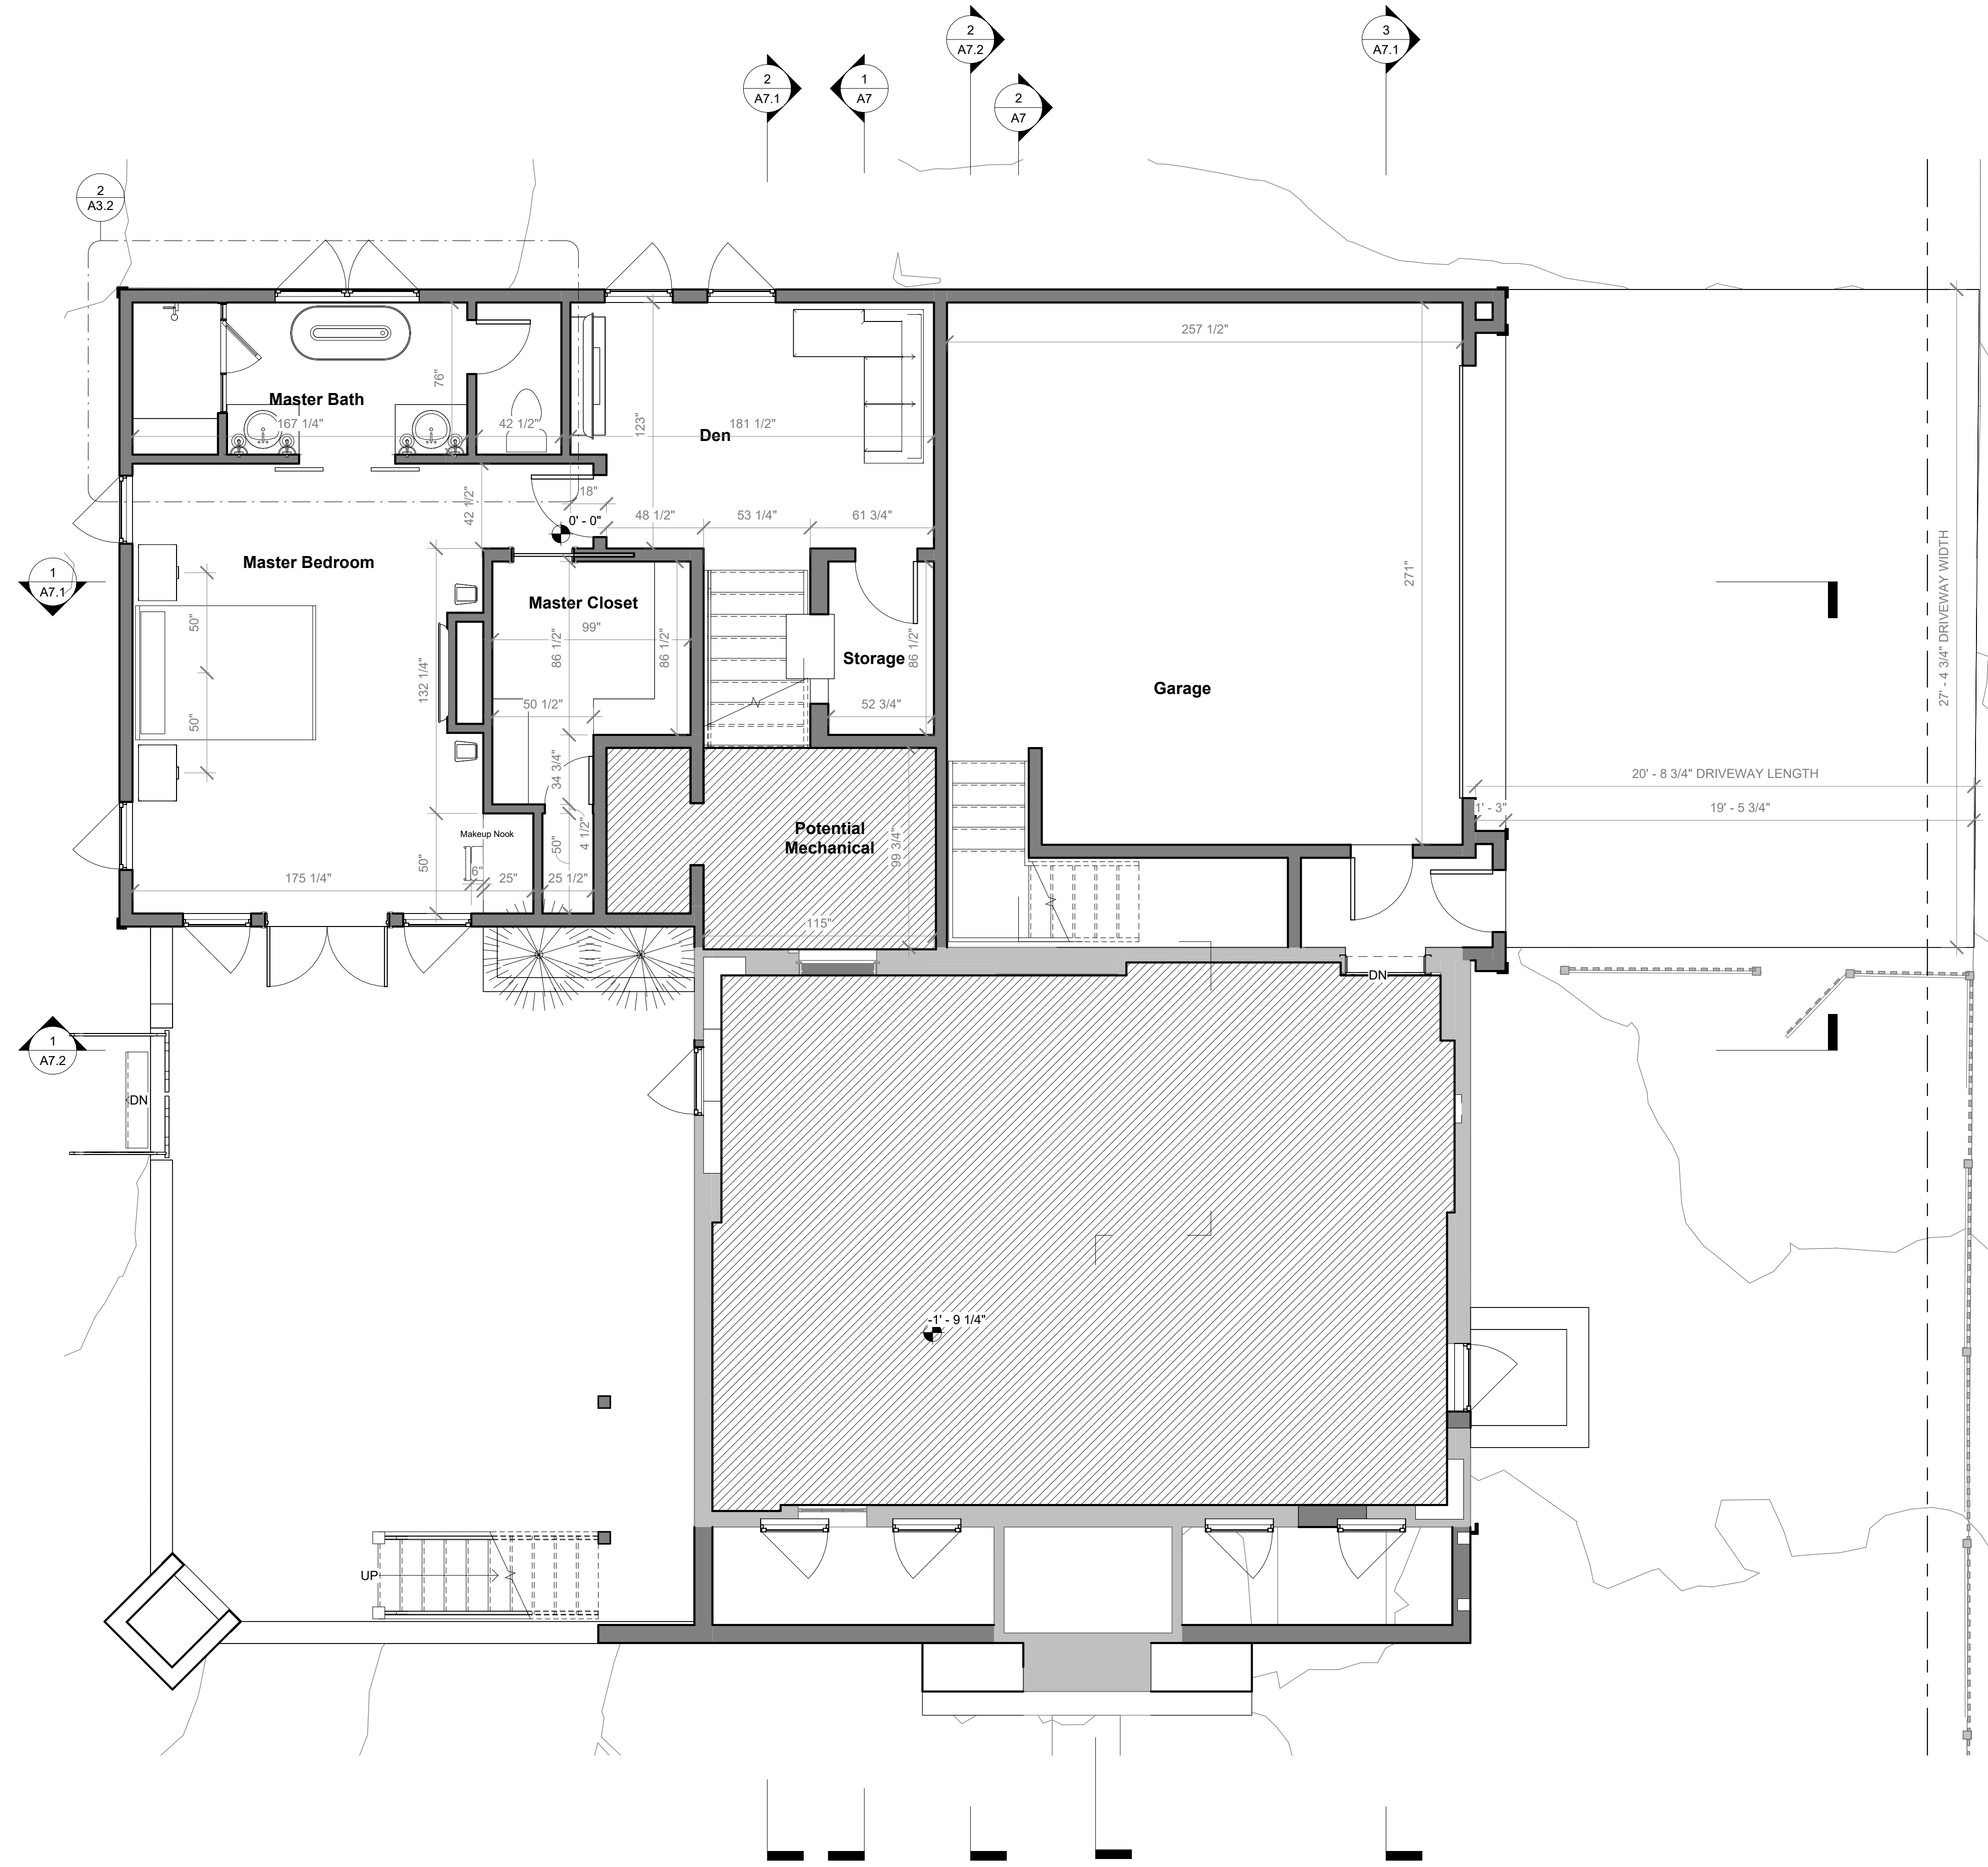 2
A7.2
3
A7.1
2
A7.1
1
A7
2
A7
2
A3.2
257 1/2"
76"
Master Bath
167 1/4"
42 1/2"
123"
181 1/2"
Den
18"
42 1/2"
0' - 0"
48 1/2"
53 1/4"
61 3/4"
Master Bedroom
1
A7.1
271"
27' - 4 3/4" DRIVEWAY WIDTH
Master Closet
50"
99"
86 1/2"
86 1/2"
86 1/2"
Storage
132 1/4"
Garage
50"
50 1/2"
52 3/4"
34 3/4"
20' - 8 3/4" DRIVEWAY LENGTH
1' - 3"
19' - 5 3/4"
Makeup Nook
Potential
Mechanical
50"
50"
4 1/2"
99 3/4"
175 1/4"
6"
25"
25 1/2"
115"
DN
1
A7.2
DN
-1' - 9 1/4"
UP